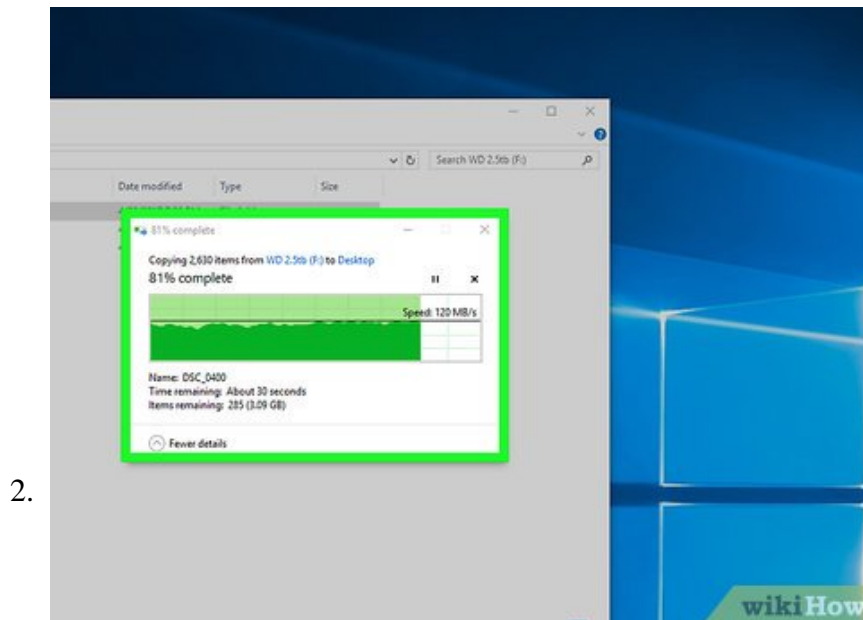 Search WD 2.5tb (F:)
Date modified Type Size
81% complete
Copying 2,630 items from WD 2.5tb (F:) to Desktop
81% complete
Speed: 120 MB/s
Name: DSC_0400
Time remaining: About 30 seconds
Items remaining: 285 (3.09 GB)
Fewer details
2.
wikiHow